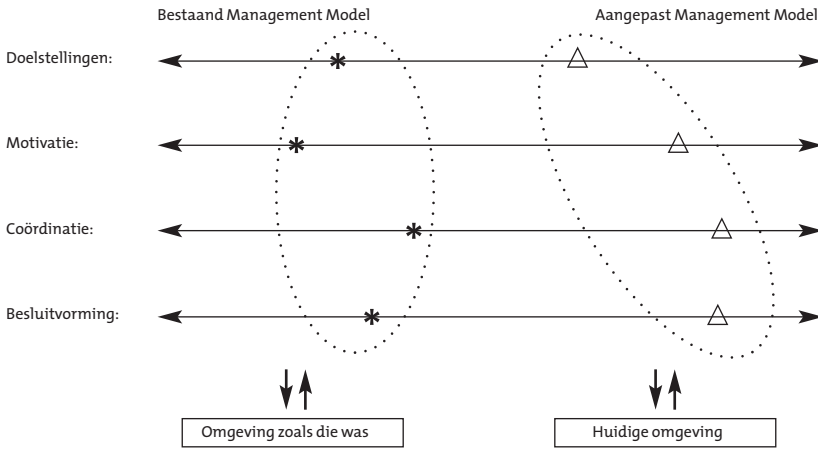 Bestaand Management Model
Aangepast Management Model
Doelstellingen:
Motivatie:
Coördinatie:
Besluitvorming:
Omgeving zoals die was
Huidige omgeving